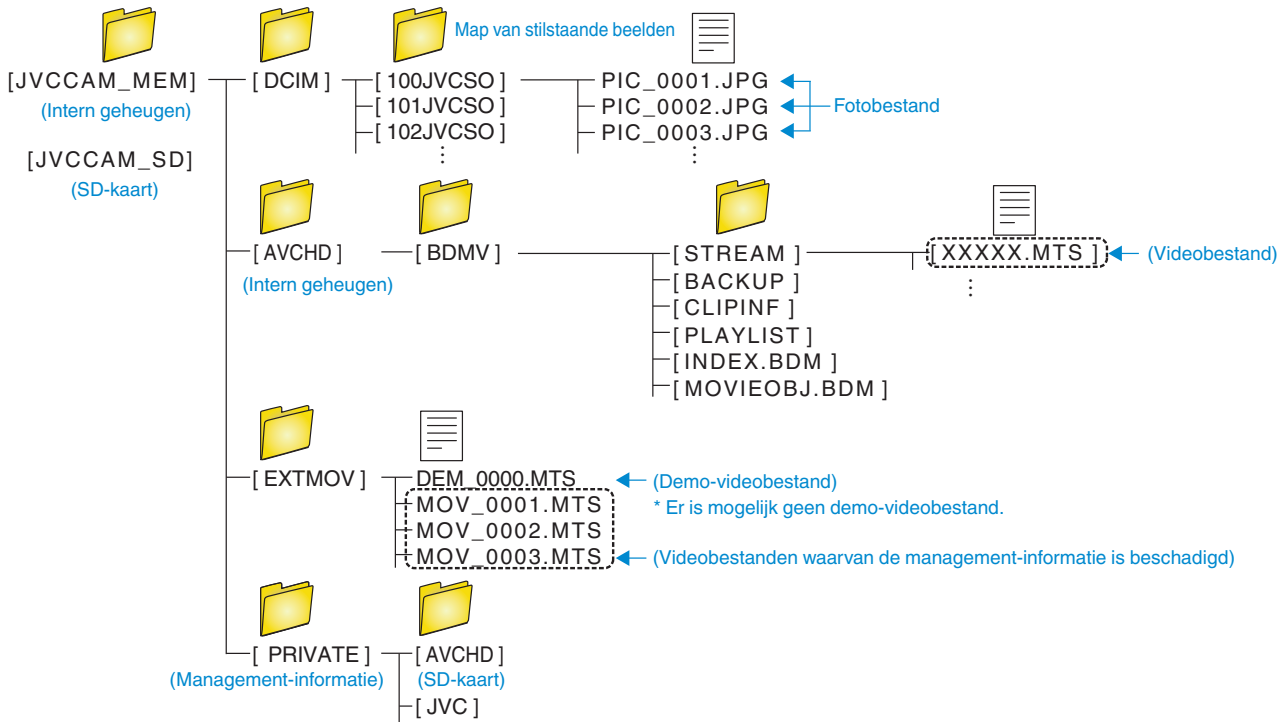 Map van stilstaande beelden
[JVCCAM_MEM]
(Intern geheugen)
[JVCCAM_SD]
(SD-kaart)
[ DCIM ]
[ 100JVCSO ]
[ 101JVCSO ]
[ 102JVCSO ]
PIC_0001.JPG
PIC_0002.JPG
PIC_0003.JPG
Fotobestand
[ AVCHD ]
(Intern geheugen)
[ BDMV ]
[ STREAM ]
[ BACKUP ]
[ CLIPINF ]
[ PLAYLIST ]
[ INDEX.BDM ]
[ MOVIEOBJ.BDM ]
[ XXXXX.MTS ]
(Videobestand)
[ EXTMOV ]
DEM_0000.MTS
(Demo-videobestand)
* Er is mogelijk geen demo-videobestand.
MOV_0001.MTS
MOV_0002.MTS
MOV_0003.MTS
(Videobestanden waarvan de management-informatie is beschadigd)
[ PRIVATE ]
(Management-informatie)
[ AVCHD ]
(SD-kaart)
[ JVC ]